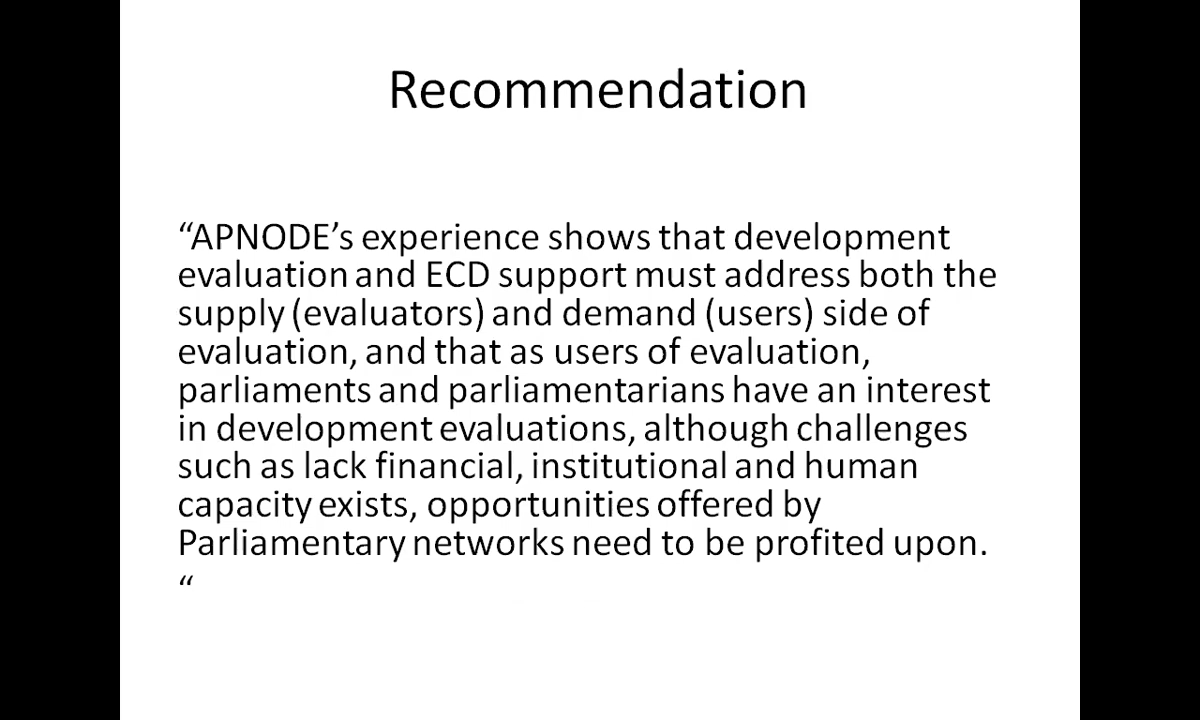 Recommendation
“APNODE’s experience shows that development
evaluation and ECD support must address both the
supply (evaluators) and demand (users) side of
evaluation, and that as users of evaluation,
parliaments and parliamentarians have an interest
in development evaluations, although challenges
such as lack financial, institutional and human
capacity exists, opportunities offered by
Parliamentary networks need to be profited upon.
“